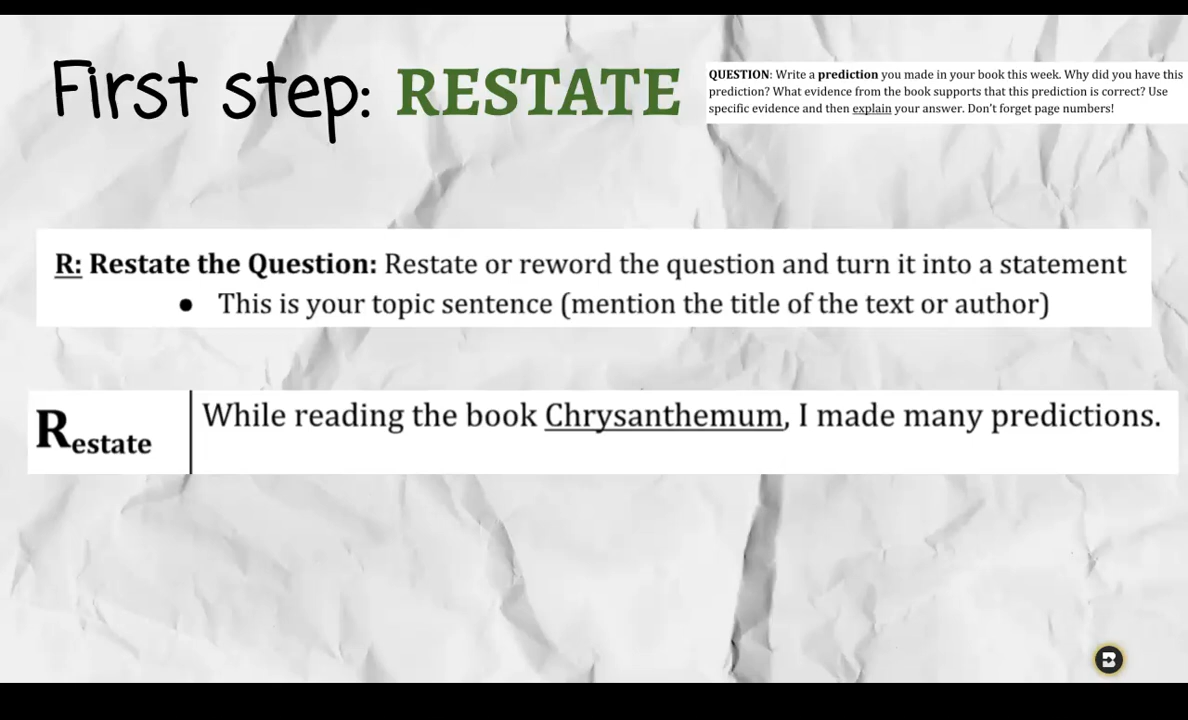 First step: RESTATE
QUESTION: Write a prediction you made in your book this week. Why did you have this
prediction? What evidence from the book supports that this prediction is correct? Use
specific evidence and then explain your answer. Don't forget page numbers!
R: Restate the Question: Restate or reword the question and turn it into a statement
● This is your topic sentence (mention the title of the text or author)
Restate
While reading the book Chrysanthemum, I made many predictions.